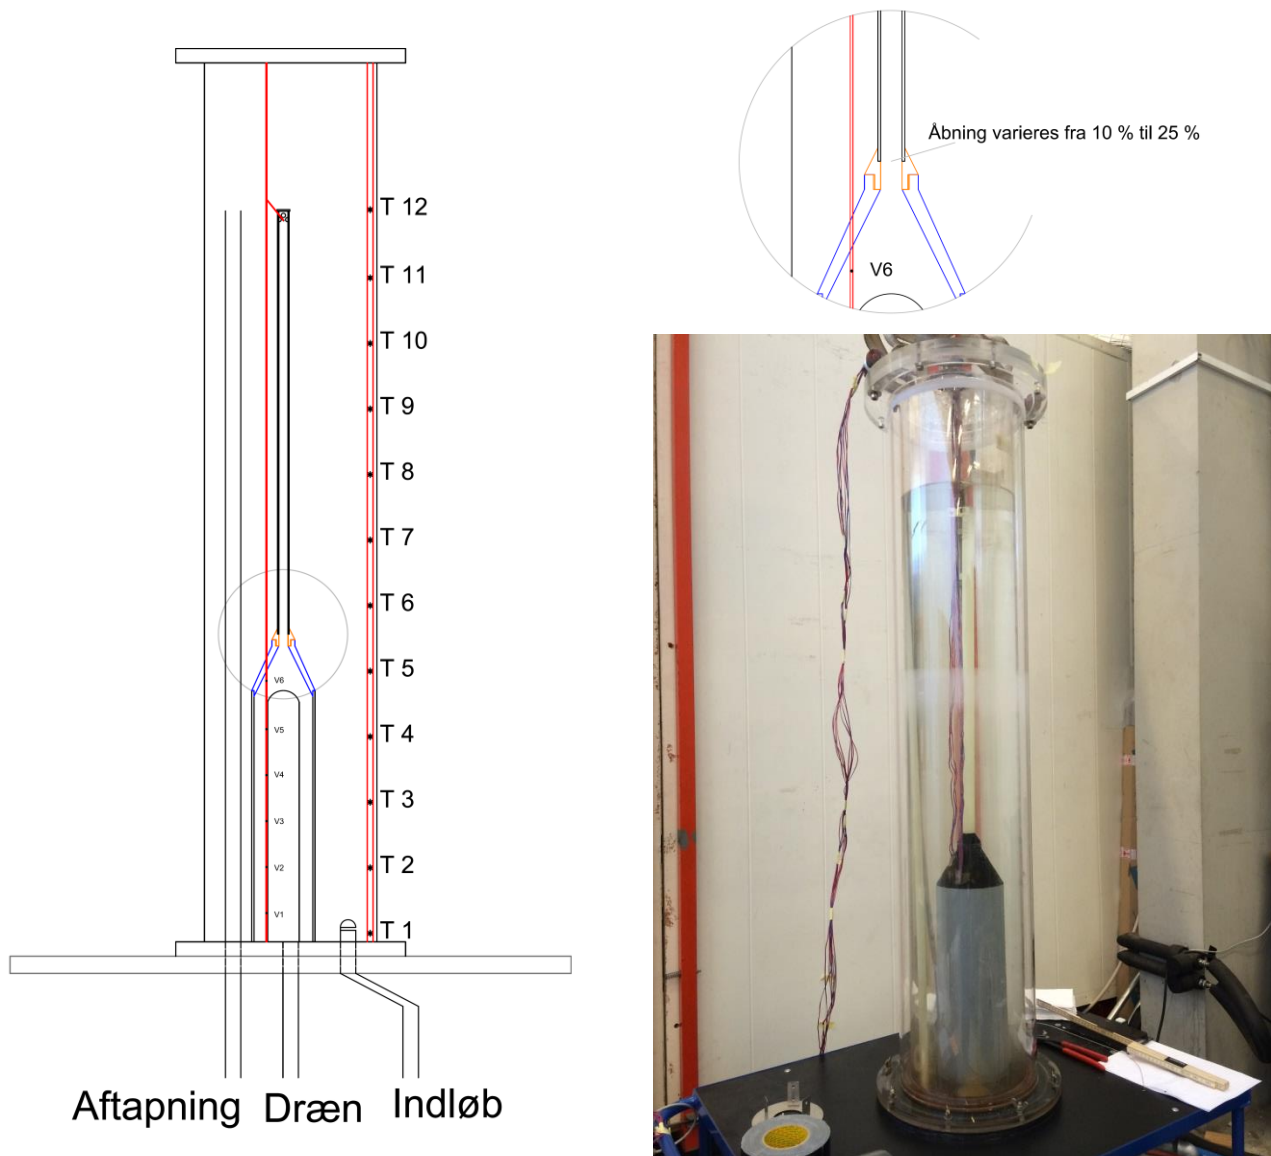 Åbning varieres fra 10 % til 25 %
V6
T 12
T 11
T 10
T 9
T 8
T 7
T 6
T 5
V6
T 4
V5
V4
T 3
V3
T 2
V2
V1
T 1
Aftapning Dræn Indløb